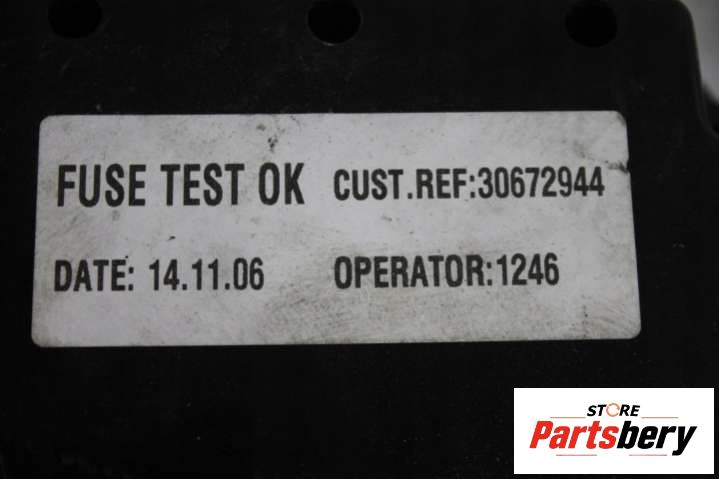 FUSE TEST OK CUST.REF:30672944
DATE: 14.11.06 OPERATOR:1246
STORE
Partsbery